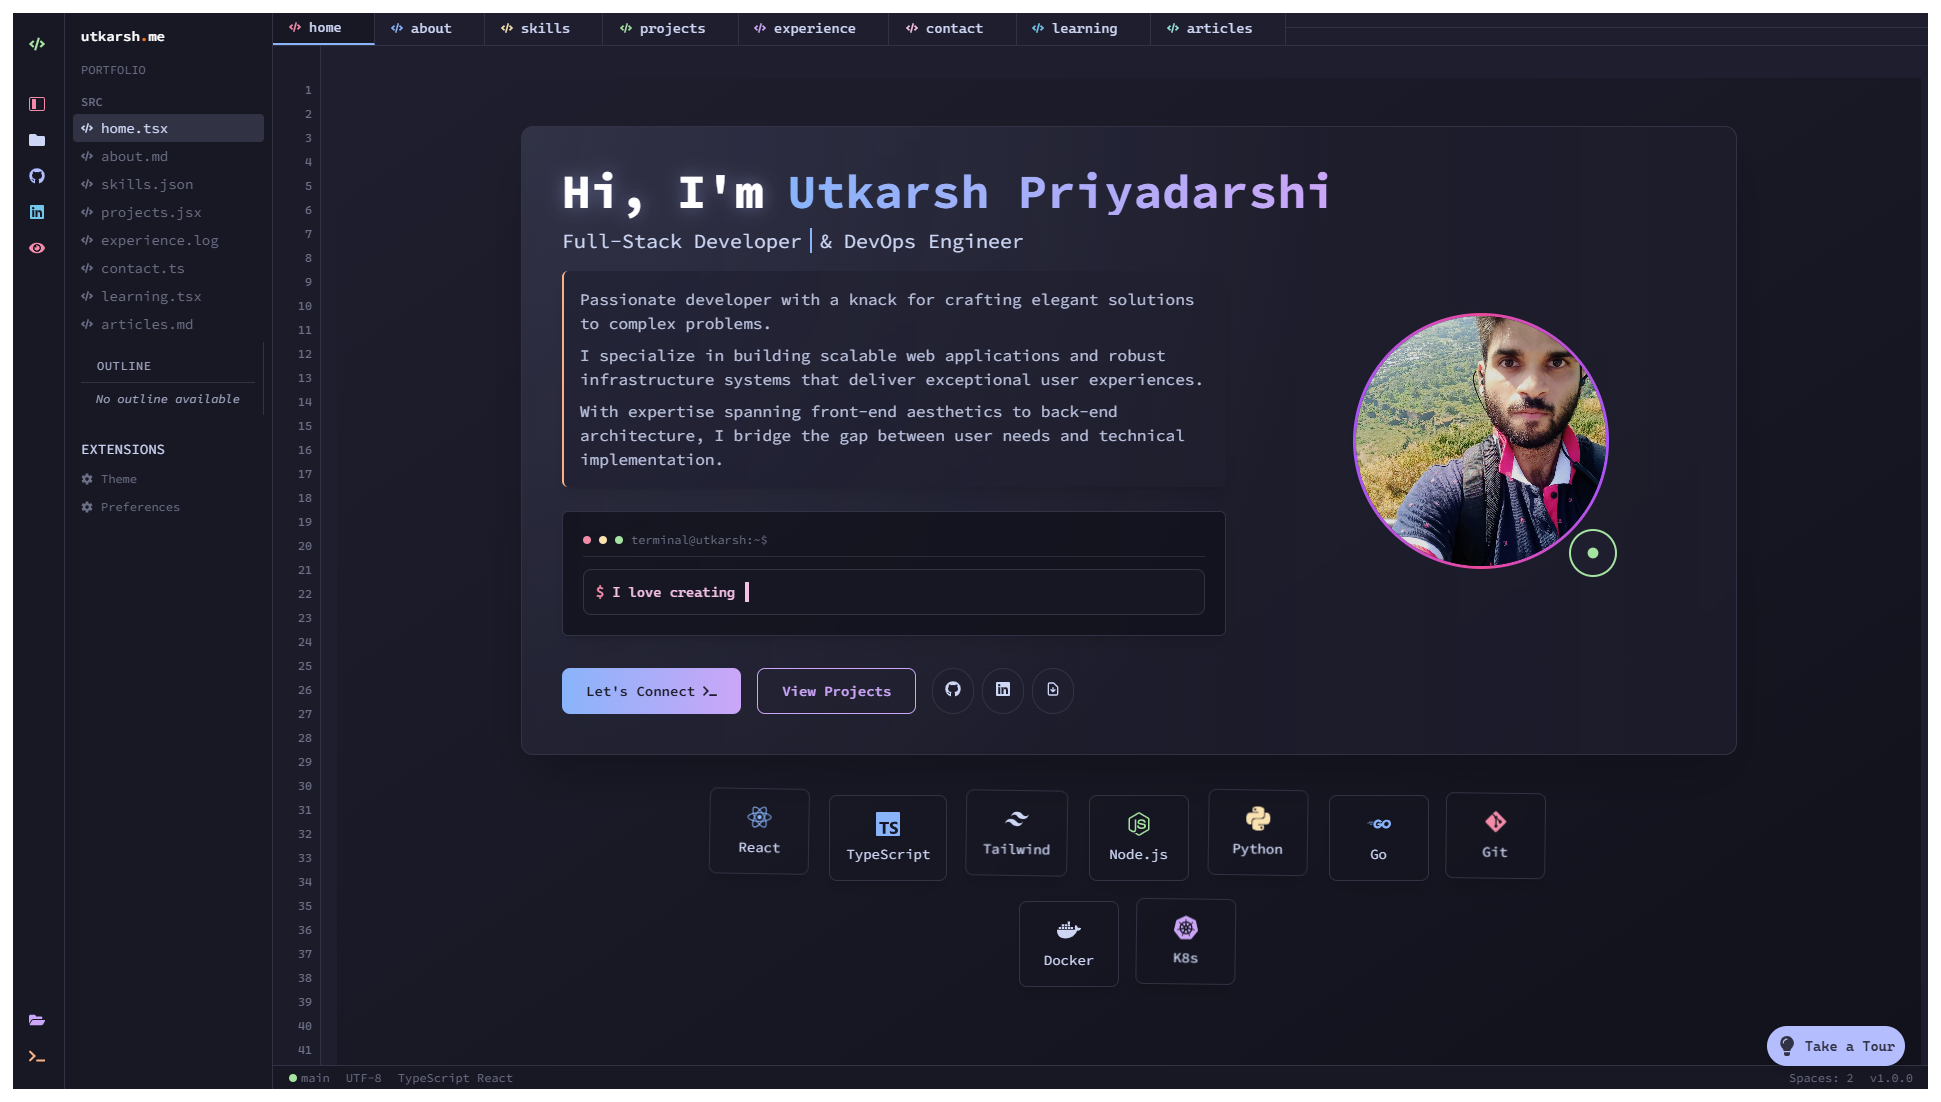 utkarsh.me
PORTFOLIO
SRC
home.tsx
about.md
skills.json
projects.jsx
experience.log
contact.ts
learning.tsx
articles.md
OUTLINE
No outline available
EXTENSIONS
Theme
Preferences
home
about
skills
projects
experience
contact
learning
articles
1
2
3
4
5
6
7
8
9
10
11
12
13
14
15
16
17
18
19
20
21
22
23
24
25
26
27
28
29
30
31
32
33
34
35
36
37
38
39
40
41
Hi, I'm Utkarsh Priyadarshi
Full-Stack Developer & DevOps Engineer
Passionate developer with a knack for crafting elegant solutions
to complex problems.
I specialize in building scalable web applications and robust
infrastructure systems that deliver exceptional user experiences.
With expertise spanning front-end aesthetics to back-end
architecture, I bridge the gap between user needs and technical
implementation.
terminal@utkarsh:~$
$ I love creating
Let's Connect
View Projects
React
TS
TypeScript
Tailwind
JS
Node.js
Python
GO
Go
Git
Docker
K8s
Take a Tour
main UTF-8 TypeScript React
Spaces: 2 v1.0.0